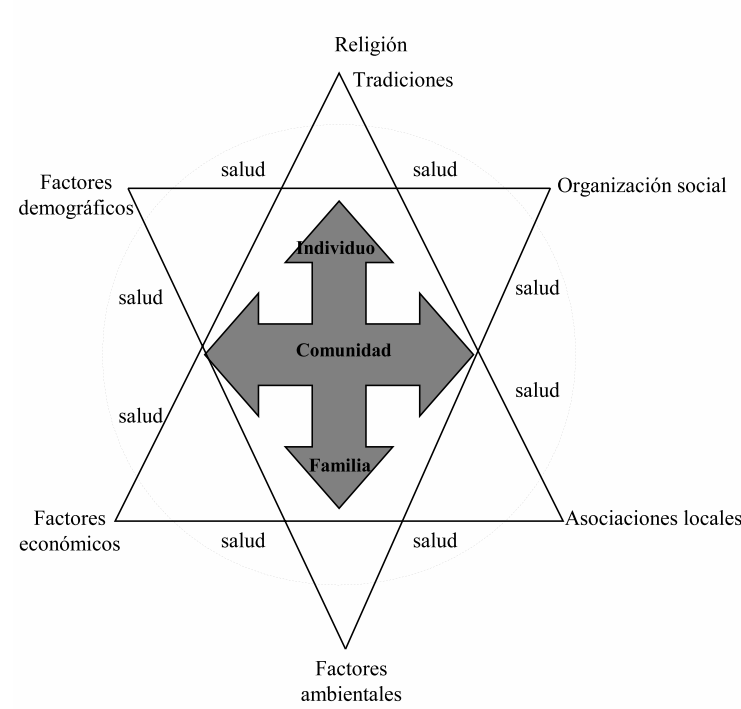 Religión
Tradiciones
salud
salud
Factores
demográficos
Organización social
Individuo
salud
salud
Comunidad
salud
salud
Familia
Factores
económicos
Asociaciones locales
salud
salud
Factores
ambientales